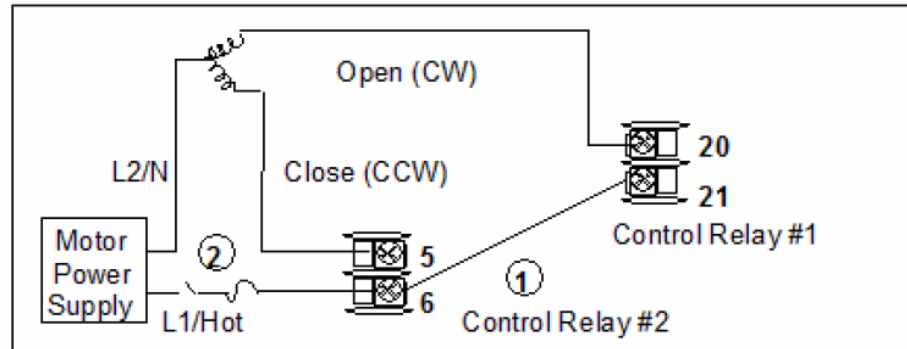 Open (CW)
20
L2/N
Close (CCW)
21
Control Relay #1
Motor
Power
Supply
2
5
6
1
L1/Hot
Control Relay #2